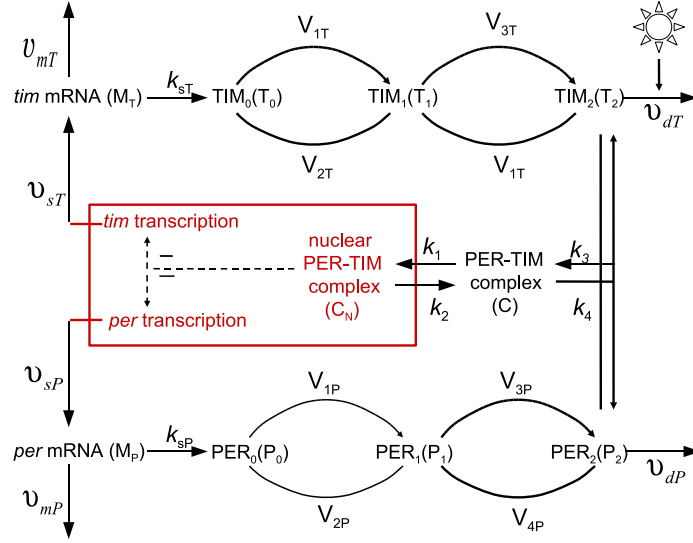 V1T
V3T
υmT
tim mRNA (MT)
ksT
TIM0(T0)
TIM1(T1)
TIM2(T2)
υdT
V2T
V1T
υsT
tim transcription
nuclear
PER-TIM
complex
(CN)
k1
k2
PER-TIM
complex
(C)
k3
k4
per transcription
υsP
V1P
V3P
per mRNA (MP)
ksP
PER0(P0)
PER1(P1)
PER2(P2)
υdP
υmP
V2P
V4P